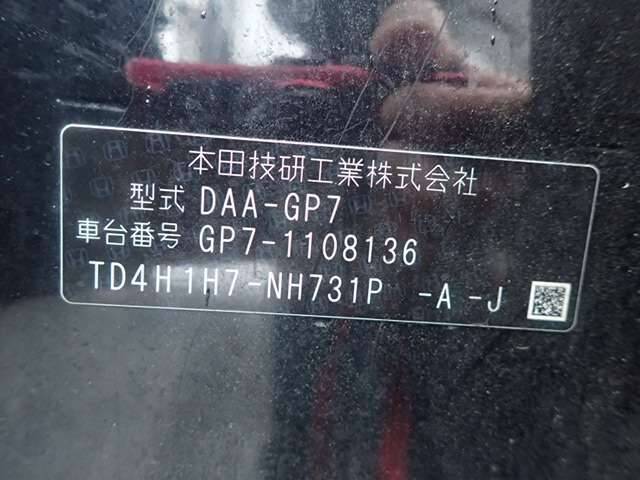 本田技研工業株式会社
型式 DAA-GP7
車台番号 GP7-1108136
TD4H1H7-NH731P -A-J